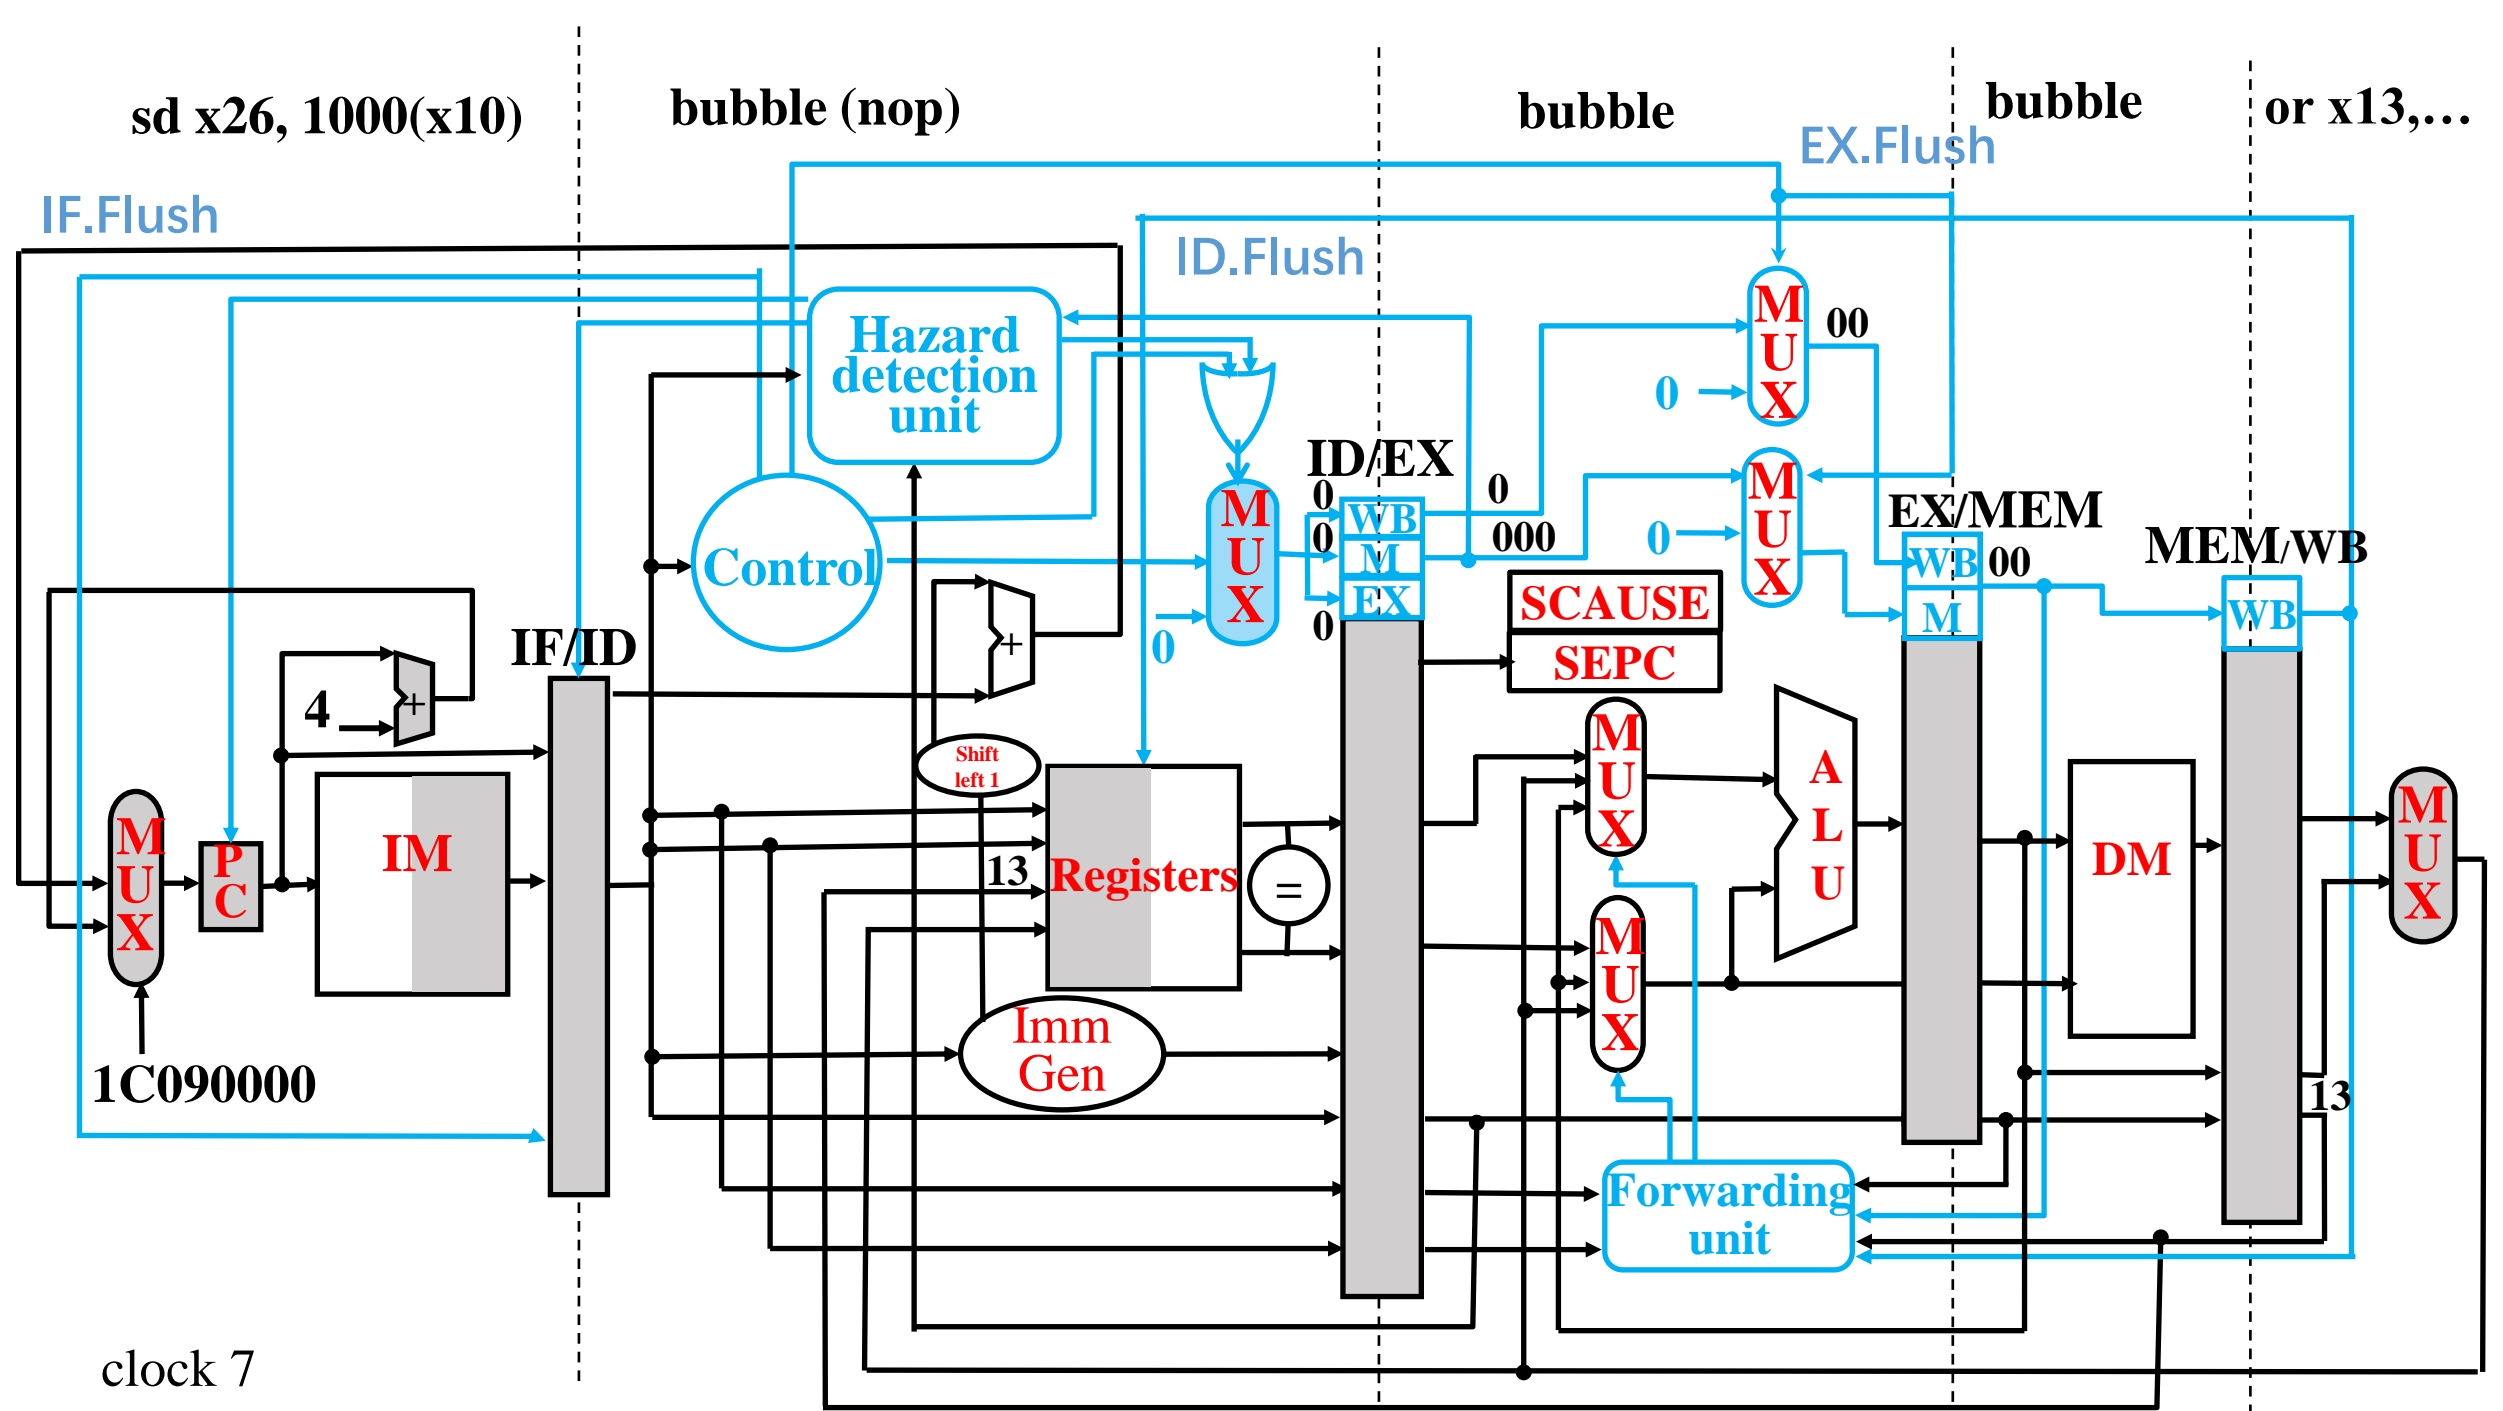 sd x26, 1000(x10)
bubble (nop)
bubble
bubble
or x13,…
EX.Flush
IF.Flush
ID.Flush
Hazard
detection
unit
M
U
X
00
0
ID/EX
0
0
0
WB
M
EX
0
000
M
U
X
0
M
U
X
0
Control
EX/MEM
WB
00
M
MEM/WB
WB
SCAUSE
SEPC
IF/ID
4
+
+
Shift
left 1
M
U
X
PC
IM
13
Registers
=
M
U
X
M
U
X
A
L
U
DM
M
U
X
Imm
Gen
1C090000
13
Forwarding
unit
clock 7